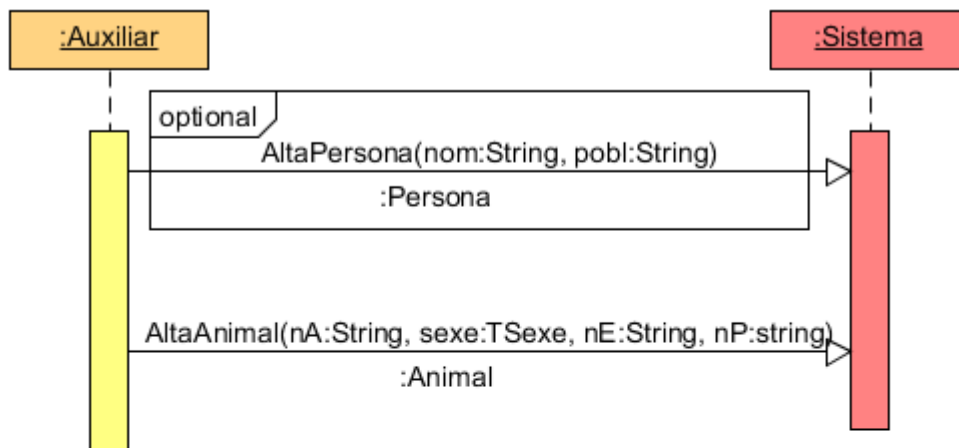 :Auxiliar
:Sistema
optional
AltaPersona(nom:String, pobl:String)
:Persona
AltaAnimal(nA:String, sexe:TSexe, nE:String, nP:string)
:Animal